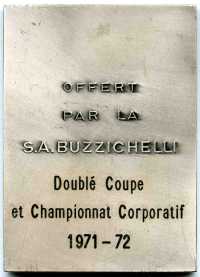 OFFERT
PAR LA
S.A. BUZZICHELLI
Doublé Coupe
et Championnat Corporatif
1971-72